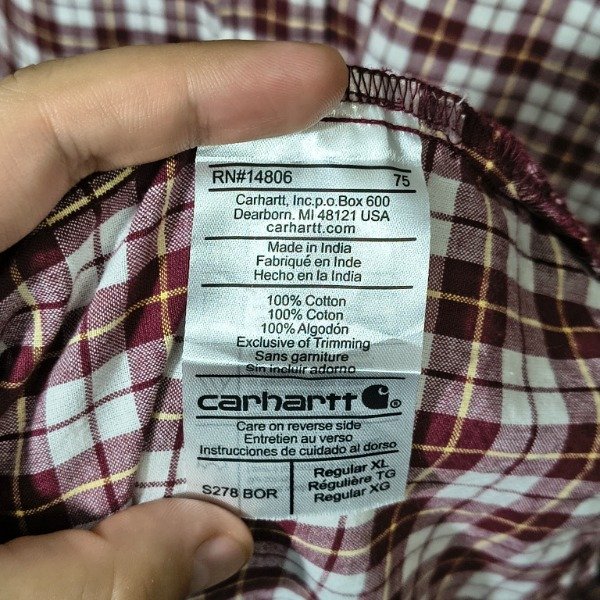 RN#14806 75
Carhartt, Inc.p.o.Box 600
Dearborn. MI 48121 USA
carhartt.com
Made in India
Fabriqué en Inde
Hecho en la India
100% Cotton
100% Coton
100% Algodón
Exclusive of Trimming
Sans garniture
Sin incluir adorno
carhartt ®
Care on reverse side
Entretien au verso
Instrucciones de cuidado al dorso
S278 BOR
Regular XL
Régulière TG
Regular XG